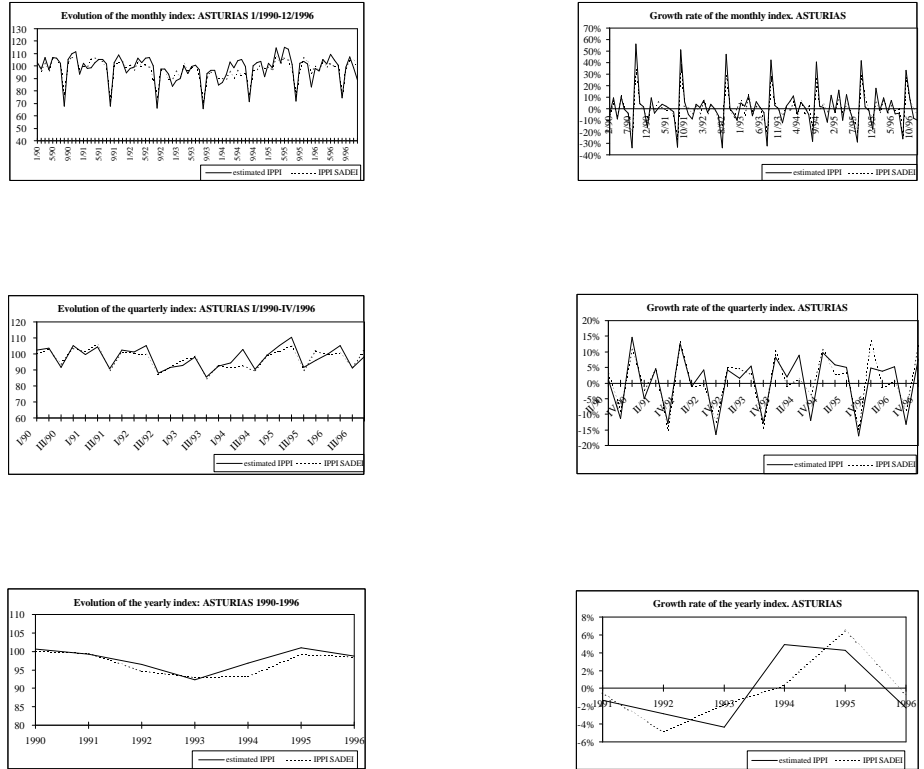 Evolution of the monthly index: ASTURIAS I/1990-12/1996
130
120
110
100
90
80
70
60
50
40
1/90
5/90
9/90
1/91
5/91
9/91
1/92
5/92
9/92
1/93
5/93
9/93
1/94
5/94
9/94
1/95
5/95
9/95
1/96
5/96
9/96
estimated IPPI
IPPI SADEI
Growth rate of the monthly index. ASTURIAS
70%
60%
50%
40%
30%
20%
10%
0%
-10%
-20%
-30%
-40%
2/90
7/90
12/90
5/91
10/91
3/92
8/92
1/93
6/93
11/93
4/94
9/94
2/95
7/95
12/95
5/96
10/96
estimated IPPI
IPPI SADEI
Evolution of the quarterly index: ASTURIAS I/1990-IV/1996
120
110
100
90
80
70
60
I/90
III/90
I/91
III/91
I/92
III/92
I/93
III/93
I/94
III/94
I/95
III/95
I/96
III/96
estimated IPPI
IPPI SADEI
Growth rate of the quarterly index. ASTURIAS
20%
15%
10%
5%
0%
-5%
-10%
-15%
-20%
II/90
IV/90
II/91
IV/91
II/92
IV/92
II/93
IV/93
II/94
IV/94
II/95
IV/95
II/96
IV/96
estimated IPPI
IPPI SADEI
Evolution of the yearly index: ASTURIAS 1990-1996
110
105
100
95
90
85
80
1990
1991
1992
1993
1994
1995
1996
estimated IPPI
IPPI SADEI
Growth rate of the yearly index. ASTURIAS
8%
6%
4%
2%
0%
-2%
-4%
-6%
1991
1992
1993
1994
1995
1996
estimated IPPI
IPPI SADEI